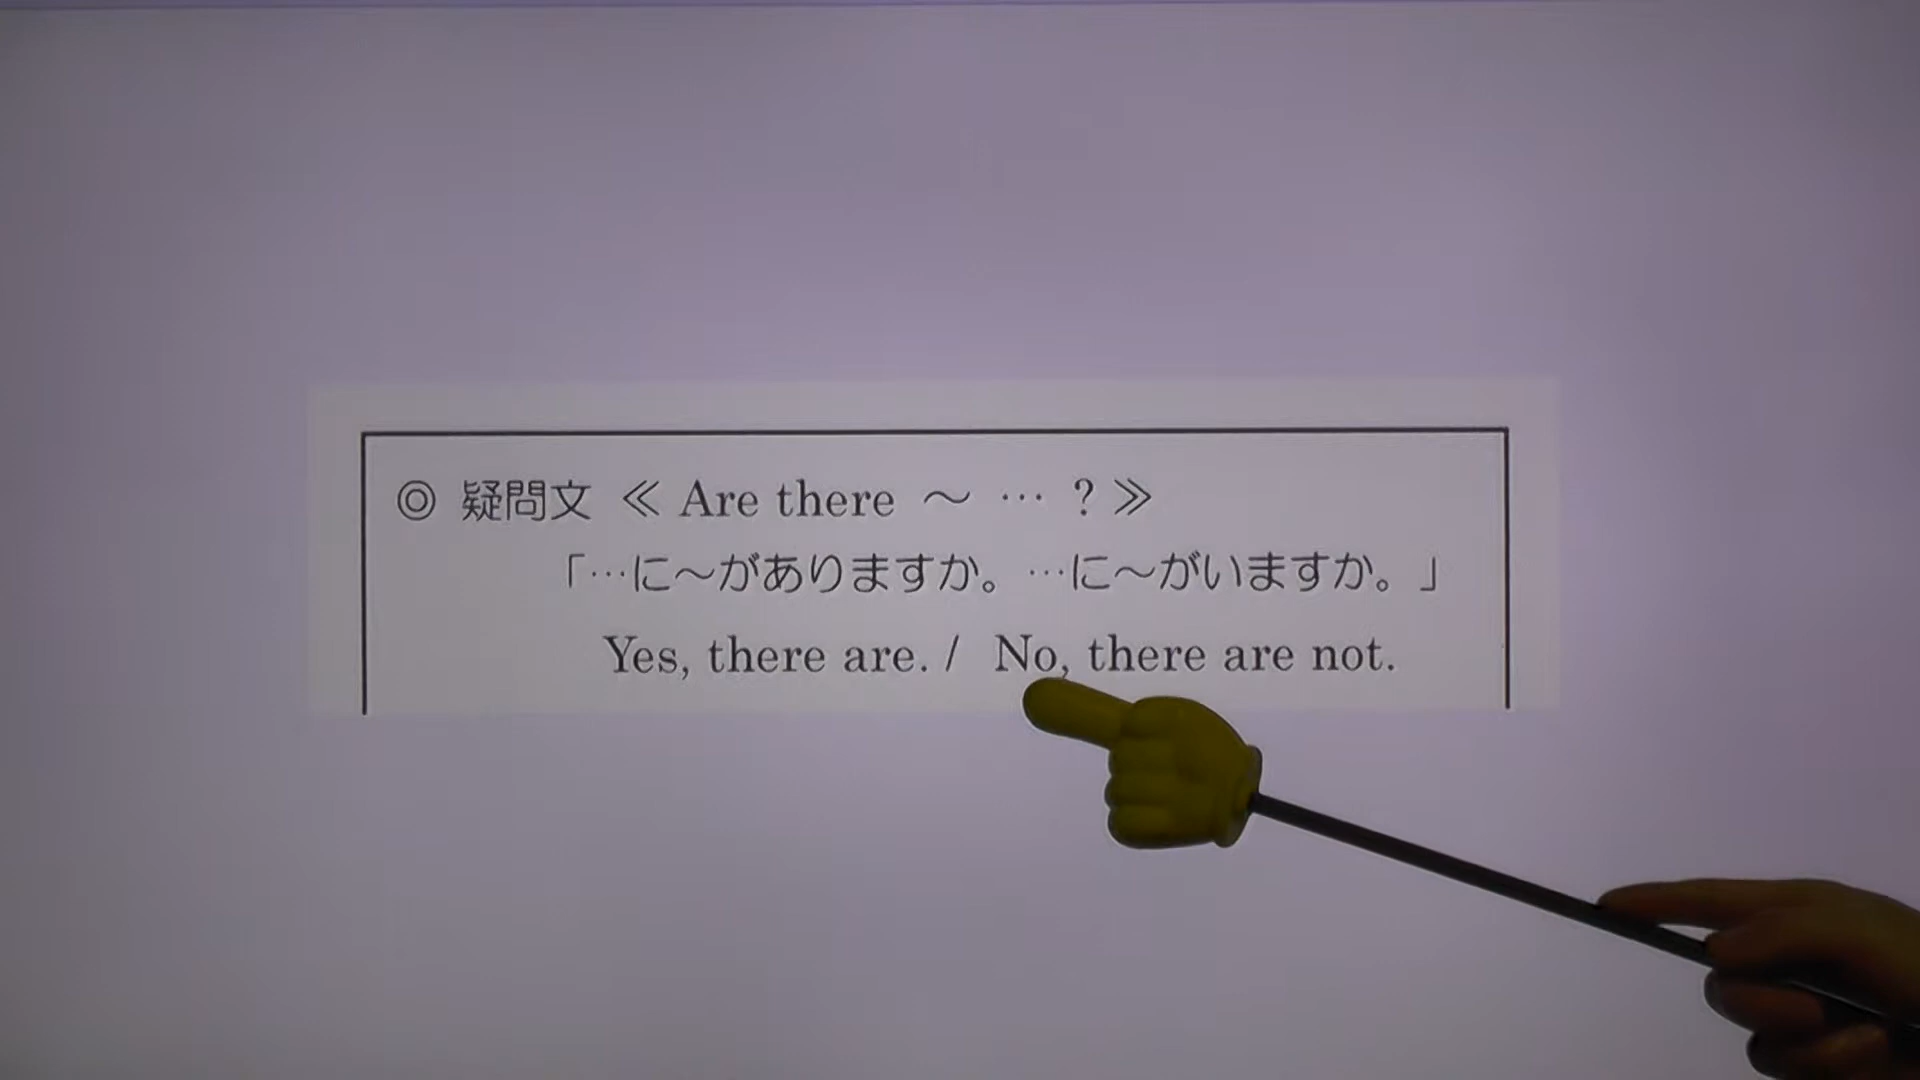 ◎ 疑問文 ≪ Are there 〜 … ? ≫
「…に〜がありますか。…に〜がいますか。」
Yes, there are. / No, there are not.